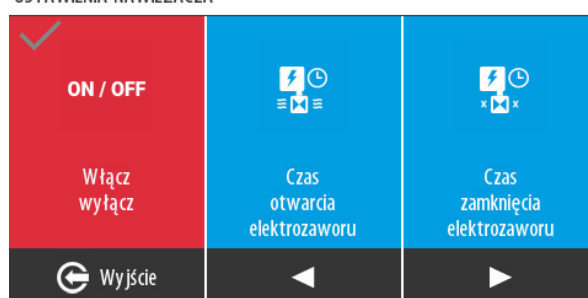 USTAWIENIA NAWILŻACZA
ON / OFF
Włącz
wyłącz
Czas
otwarcia
elektrozaworu
Czas
zamknięcia
elektrozaworu
Wyjście